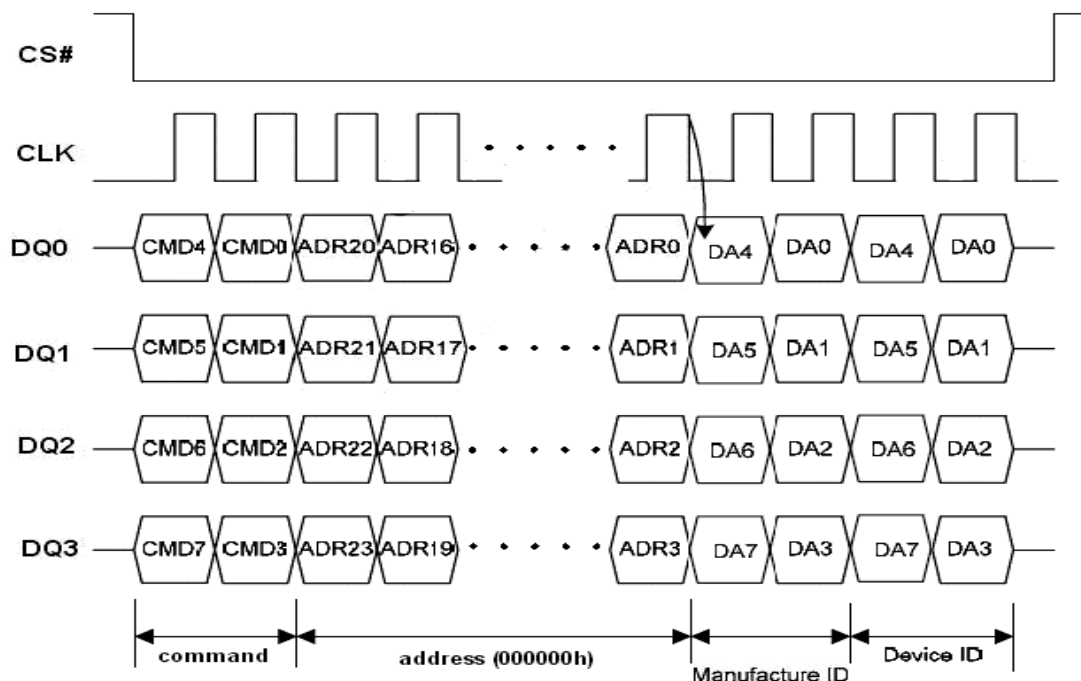 CS#
CLK
DQ0 CMD4 CMD0 ADR20 ADR16 ADR0 DA4 DA0 DA4 DA0
DQ1 CMD5 CMD1 ADR21 ADR17 ADR1 DA5 DA1 DA5 DA1
DQ2 CMD6 CMD2 ADR22 ADR18 ADR2 DA6 DA2 DA6 DA2
DQ3 CMD7 CMD3 ADR23 ADR19 ADR3 DA7 DA3 DA7 DA3
command address (000000h) Manufacture ID Device ID